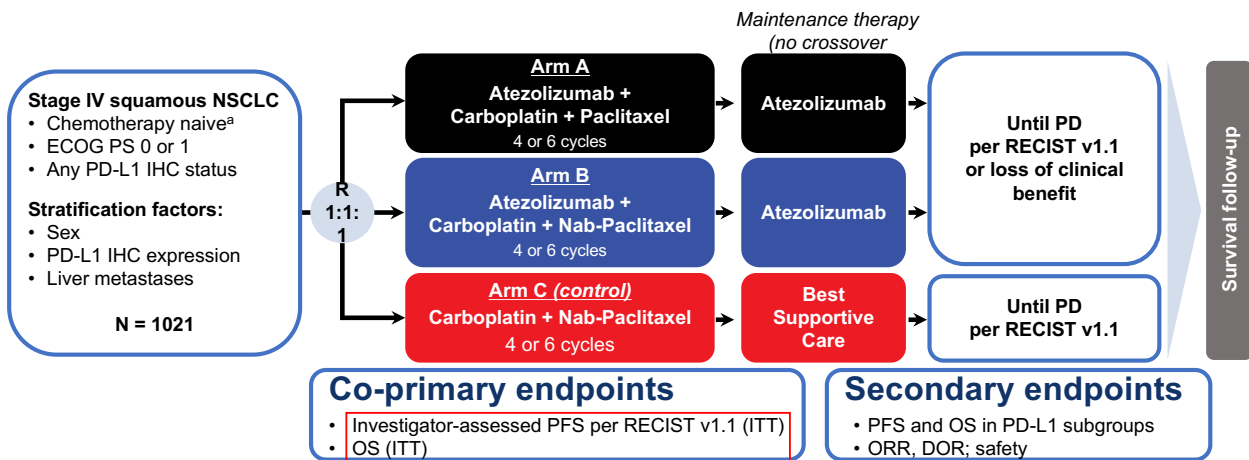 Maintenance therapy
(no crossover
Stage IV squamous NSCLC
• Chemotherapy naiveᵃ
• ECOG PS 0 or 1
• Any PD-L1 IHC status
Stratification factors:
• Sex
• PD-L1 IHC expression
• Liver metastases
N = 1021
R
1:1:
1
Arm A
Atezolizumab +
Carboplatin + Paclitaxel
4 or 6 cycles
Atezolizumab
Arm B
Atezolizumab +
Carboplatin + Nab-Paclitaxel
4 or 6 cycles
Atezolizumab
Until PD
per RECIST v1.1
or loss of clinical
benefit
Arm C (control)
Carboplatin + Nab-Paclitaxel
4 or 6 cycles
Best
Supportive
Care
Until PD
per RECIST v1.1
Survival follow-up
Co-primary endpoints
• Investigator-assessed PFS per RECIST v1.1 (ITT)
• OS (ITT)
Secondary endpoints
• PFS and OS in PD-L1 subgroups
• ORR, DOR; safety